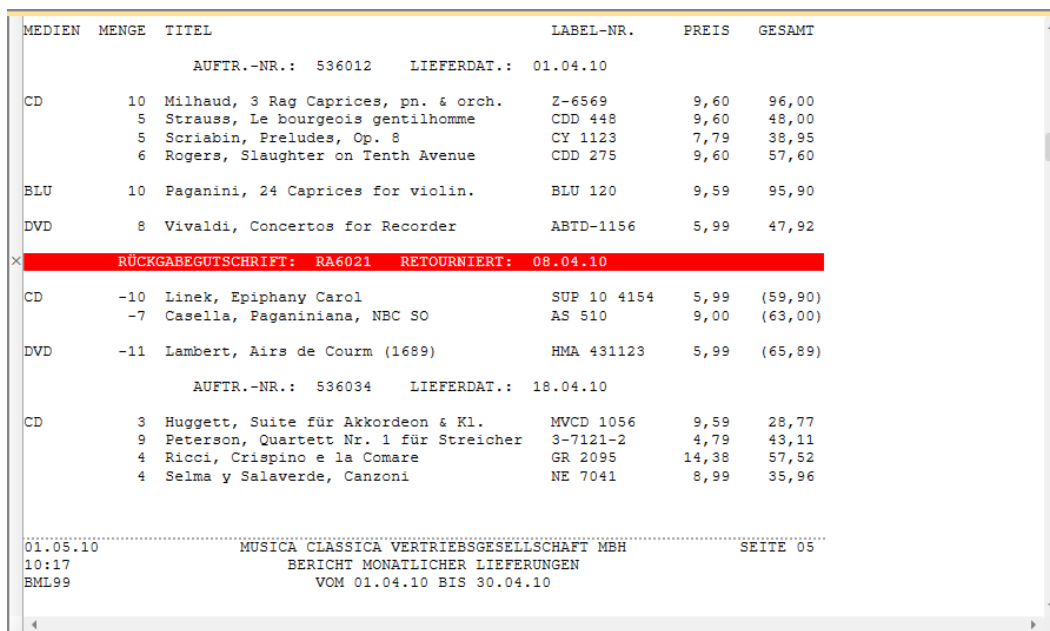 MEDIEN MENGE TITEL LABEL-NR. PREIS GESAMT
AUFTR.-NR.: 536012 LIEFERDAT.: 01.04.10
CD 10 Milhaud, 3 Rag Caprices, pn. & orch. Z-6569 9,60 96,00
5 Strauss, Le bourgeois gentilhomme CDD 448 9,60 48,00
5 Scriabin, Preludes, Op. 8 CY 1123 7,79 38,95
6 Rogers, Slaughter on Tenth Avenue CDD 275 9,60 57,60
BLU 10 Paganini, 24 Caprices for violin. BLU 120 9,59 95,90
DVD 8 Vivaldi, Concertos for Recorder ABTD-1156 5,99 47,92
RÜCKGABEGUTSCHRIFT: RA6021 RETOURNIERT: 08.04.10
CD -10 Linek, Epiphany Carol SUP 10 4154 5,99 (59,90)
-7 Casella, Paganiniana, NBC SO AS 510 9,00 (63,00)
DVD -11 Lambert, Airs de Courm (1689) HMA 431123 5,99 (65,89)
AUFTR.-NR.: 536034 LIEFERDAT.: 18.04.10
CD 3 Huggett, Suite für Akkordeon & Kl. MVCD 1056 9,59 28,77
9 Peterson, Quartett Nr. 1 für Streicher 3-7121-2 4,79 43,11
4 Ricci, Crispino e la Comare GR 2095 14,38 57,52
4 Selma y Salaverde, Canzoni NE 7041 8,99 35,96
01.05.10 MUSICA CLASSICA VERTRIEBSGESELLSCHAFT MBH SEITE 05
10:17 BERICHT MONATLICHER LIEFERUNGEN
BML99 VOM 01.04.10 BIS 30.04.10